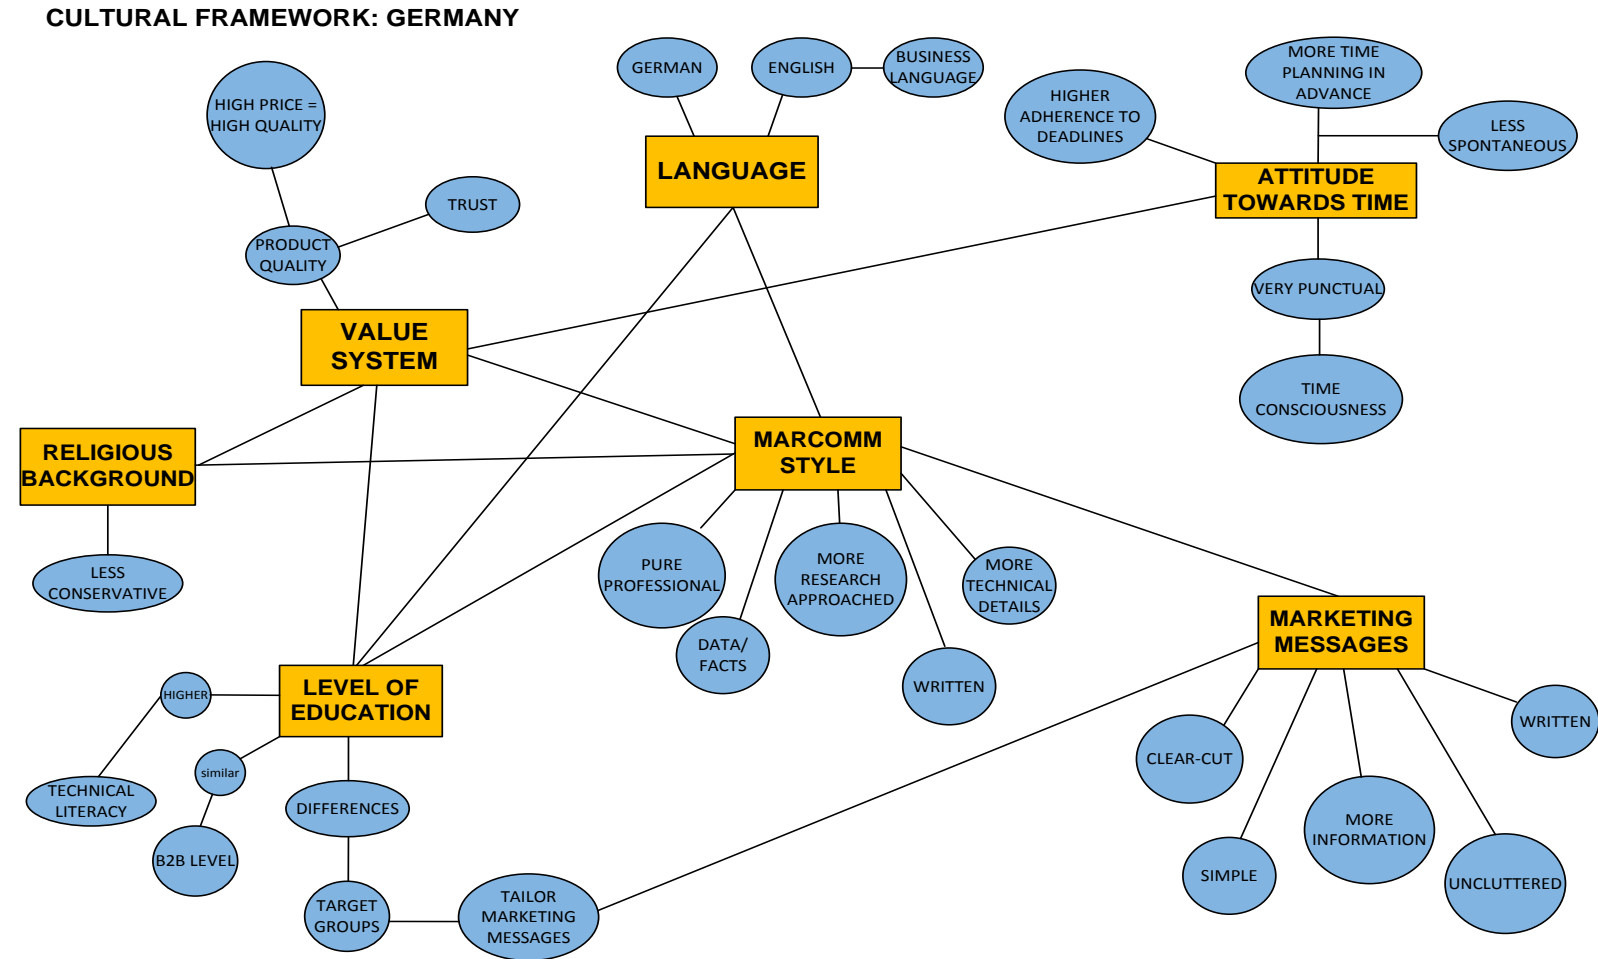 CULTURAL FRAMEWORK: GERMANY
HIGH PRICE =
HIGH QUALITY
TRUST
PRODUCT
QUALITY
VALUE
SYSTEM
GERMAN
ENGLISH
BUSINESS
LANGUAGE
LANGUAGE
HIGHER
ADHERENCE TO
DEADLINES
MORE TIME
PLANNING IN
ADVANCE
LESS
SPONTANEOUS
ATTITUDE
TOWARDS TIME
VERY PUNCTUAL
TIME
CONSCIOUSNESS
RELIGIOUS
BACKGROUND
LESS
CONSERVATIVE
MARCOMM
STYLE
PURE
PROFESSIONAL
DATA/
FACTS
MORE
RESEARCH
APPROACHED
WRITTEN
MORE
TECHNICAL
DETAILS
LEVEL OF
EDUCATION
HIGHER
TECHNICAL
LITERACY
similar
B2B LEVEL
DIFFERENCES
TARGET
GROUPS
TAILOR
MARKETING
MESSAGES
MARKETING
MESSAGES
CLEAR-CUT
SIMPLE
MORE
INFORMATION
UNCLUTTERED
WRITTEN